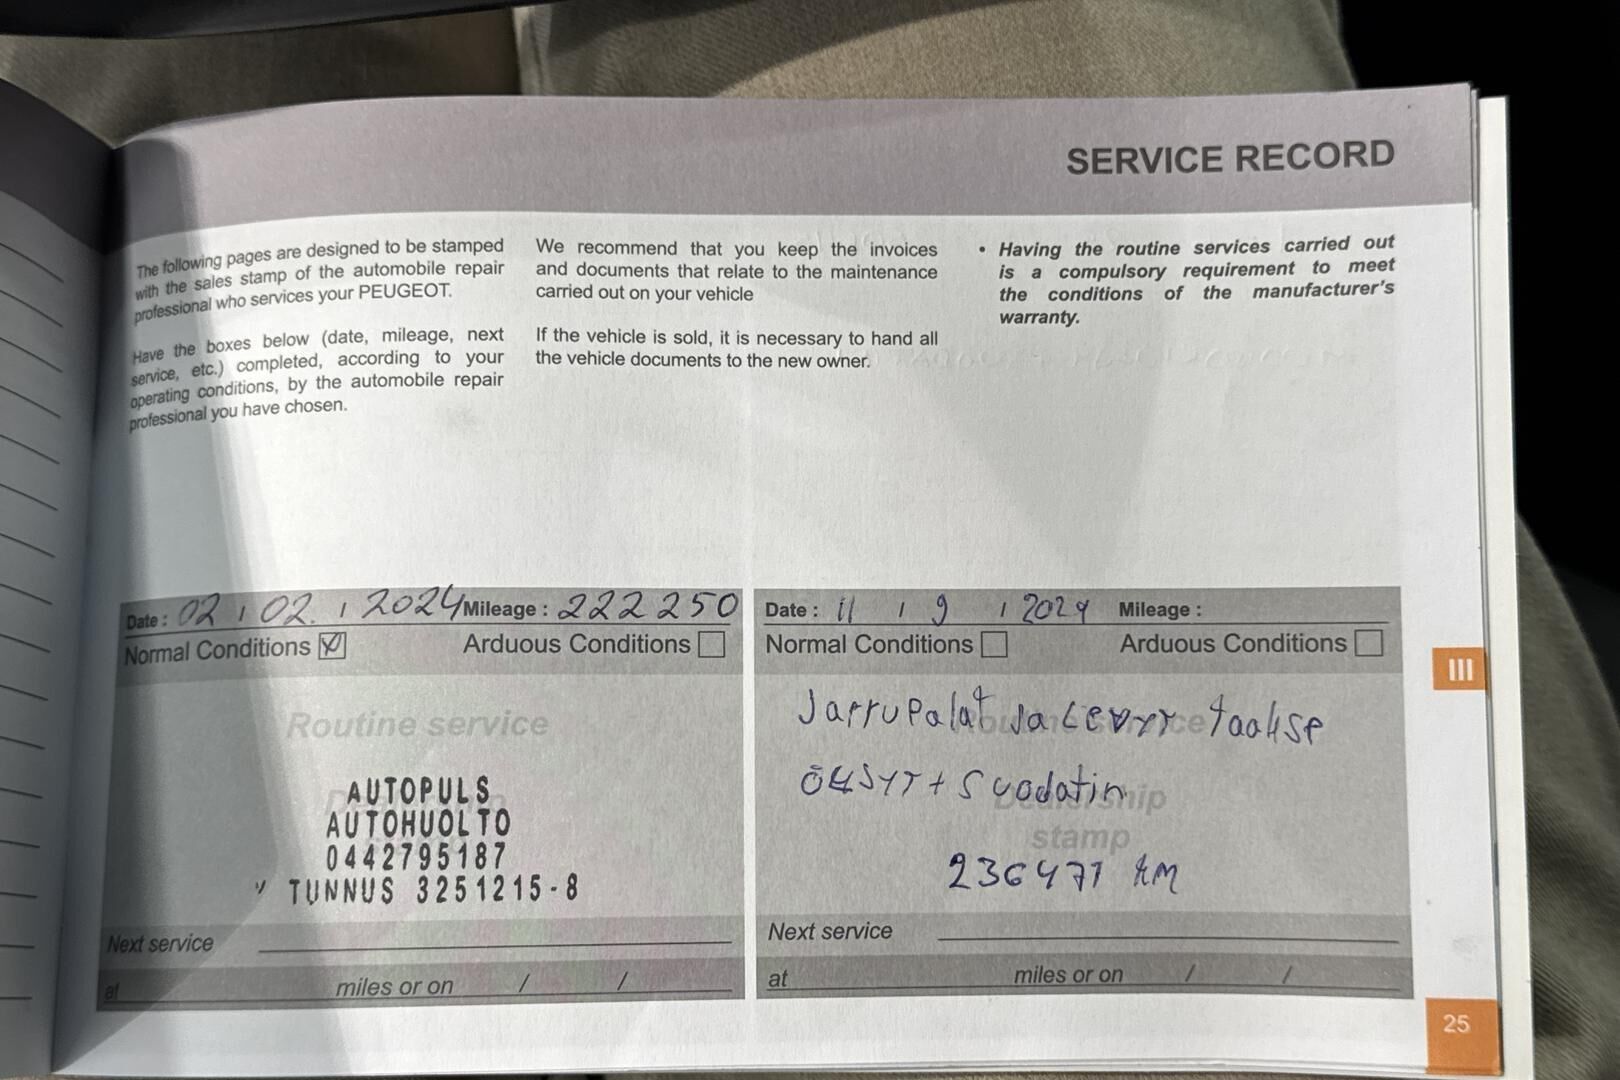 SERVICE RECORD
The following pages are designed to be stamped
with the sales stamp of the automobile repair
professional who services your PEUGEOT.
Have the boxes below (date, mileage, next
service, etc.) completed, according to your
operating conditions, by the automobile repair
professional you have chosen.
We recommend that you keep the invoices
and documents that relate to the maintenance
carried out on your vehicle
If the vehicle is sold, it is necessary to hand all
the vehicle documents to the new owner.
• Having the routine services carried out
is a compulsory requirement to meet
the conditions of the manufacturer's
warranty.
Date : 02 / 02. / 2024 Mileage : 222 250
Normal Conditions Arduous Conditions
Routine service
AUTOPULS
AUTOHUOLTO
0442795187
Y TUNNUS 3251215-8
Next service
at miles or on / /
Date : 11 / 9 / 2024 Mileage :
Normal Conditions Arduous Conditions
Jarrupalat ja Levyt taakse
Routine service
öljyt + Suodatin
Dealership
stamp
236477 KM
Next service
at miles or on / /
III
25